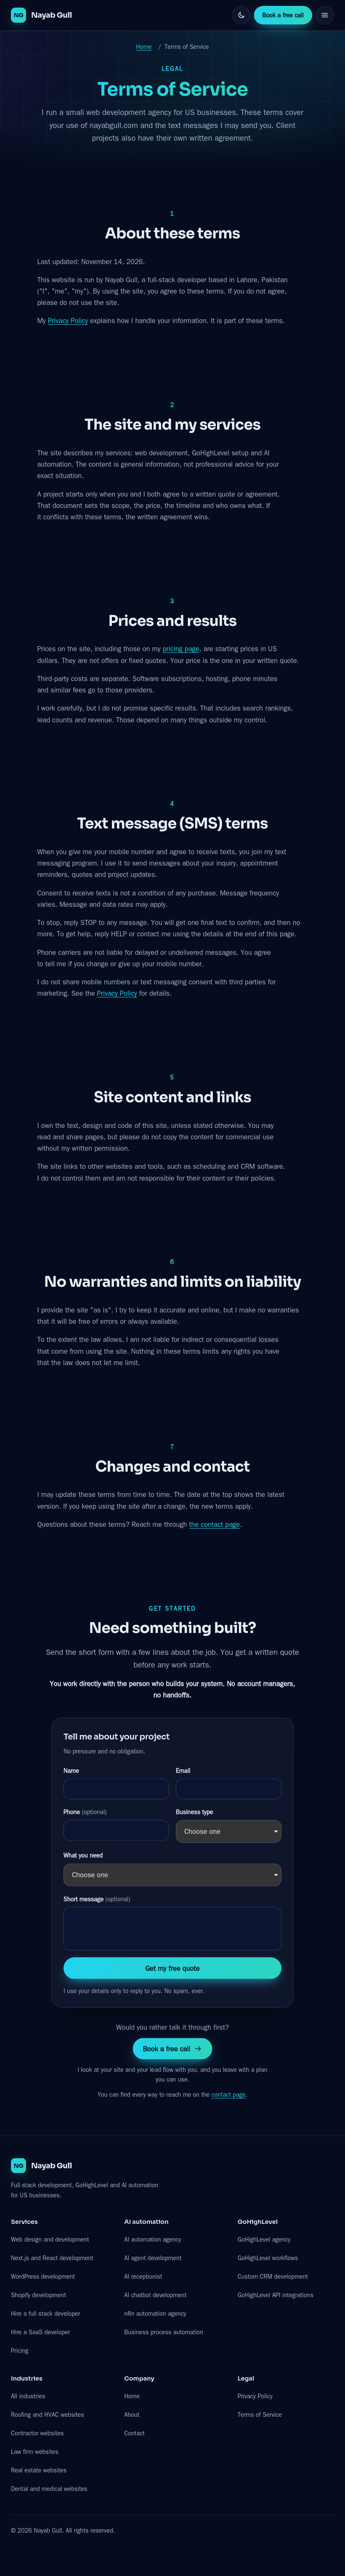 NG Nayab Gull Book a free call
Home / Terms of Service
LEGAL
Terms of Service
I run a small web development agency for US businesses. These terms cover
your use of nayabgull.com and the text messages I may send you. Client
projects also have their own written agreement.
1
About these terms
Last updated: November 14, 2026.
This website is run by Nayab Gull, a full-stack developer based in Lahore, Pakistan
("I", "me", "my"). By using the site, you agree to these terms. If you do not agree,
please do not use the site.
My Privacy Policy explains how I handle your information. It is part of these terms.
2
The site and my services
The site describes my services: web development, GoHighLevel setup and AI
automation. The content is general information, not professional advice for your
exact situation.
A project starts only when you and I both agree to a written quote or agreement.
That document sets the scope, the price, the timeline and who owns what. If
it conflicts with these terms, the written agreement wins.
3
Prices and results
Prices on the site, including those on my pricing page, are starting prices in US
dollars. They are not offers or fixed quotes. Your price is the one in your written quote.
Third-party costs are separate. Software subscriptions, hosting, phone minutes
and similar fees go to those providers.
I work carefully, but I do not promise specific results. That includes search rankings,
lead counts and revenue. Those depend on many things outside my control.
4
Text message (SMS) terms
When you give me your mobile number and agree to receive texts, you join my text
messaging program. I use it to send messages about your inquiry, appointment
reminders, quotes and project updates.
Consent to receive texts is not a condition of any purchase. Message frequency
varies. Message and data rates may apply.
To stop, reply STOP to any message. You will get one final text to confirm, and then no
more. To get help, reply HELP or contact me using the details at the end of this page.
Phone carriers are not liable for delayed or undelivered messages. You agree
to tell me if you change or give up your mobile number.
I do not share mobile numbers or text messaging consent with third parties for
marketing. See the Privacy Policy for details.
5
Site content and links
I own the text, design and code of this site, unless stated otherwise. You may
read and share pages, but please do not copy the content for commercial use
without my written permission.
The site links to other websites and tools, such as scheduling and CRM software.
I do not control them and am not responsible for their content or their policies.
6
No warranties and limits on liability
I provide the site "as is". I try to keep it accurate and online, but I make no warranties
that it will be free of errors or always available.
To the extent the law allows, I am not liable for indirect or consequential losses
that come from using the site. Nothing in these terms limits any rights you have
that the law does not let me limit.
7
Changes and contact
I may update these terms from time to time. The date at the top shows the latest
version. If you keep using the site after a change, the new terms apply.
Questions about these terms? Reach me through the contact page.
GET STARTED
Need something built?
Send the short form with a few lines about the job. You get a written quote
before any work starts.
You work directly with the person who builds your system. No account managers,
no handoffs.
Tell me about your project
No pressure and no obligation.
Name Email
Phone (optional) Business type
Choose one
What you need
Choose one
Short message (optional)
Get my free quote
I use your details only to reply to you. No spam, ever.
Would you rather talk it through first?
Book a free call →
I look at your site and your lead flow with you, and you leave with a plan
you can use.
You can find every way to reach me on the contact page.
NG Nayab Gull
Full-stack development, GoHighLevel and AI automation
for US businesses.
Services AI automation GoHighLevel
Web design and development AI automation agency GoHighLevel agency
Next.js and React development AI agent development GoHighLevel workflows
WordPress development AI receptionist Custom CRM development
Shopify development AI chatbot development GoHighLevel API integrations
Hire a full stack developer n8n automation agency
Hire a SaaS developer Business process automation
Pricing
Industries Company Legal
All industries Home Privacy Policy
Roofing and HVAC websites About Terms of Service
Contractor websites Contact
Law firm websites
Real estate websites
Dental and medical websites
© 2026 Nayab Gull. All rights reserved.